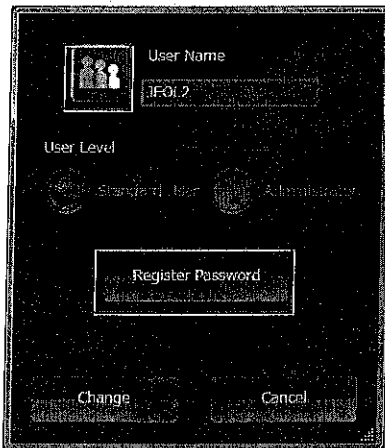 User Name
JEOL2
User Level
Standard User Administrator
Register Password
Change Cancel